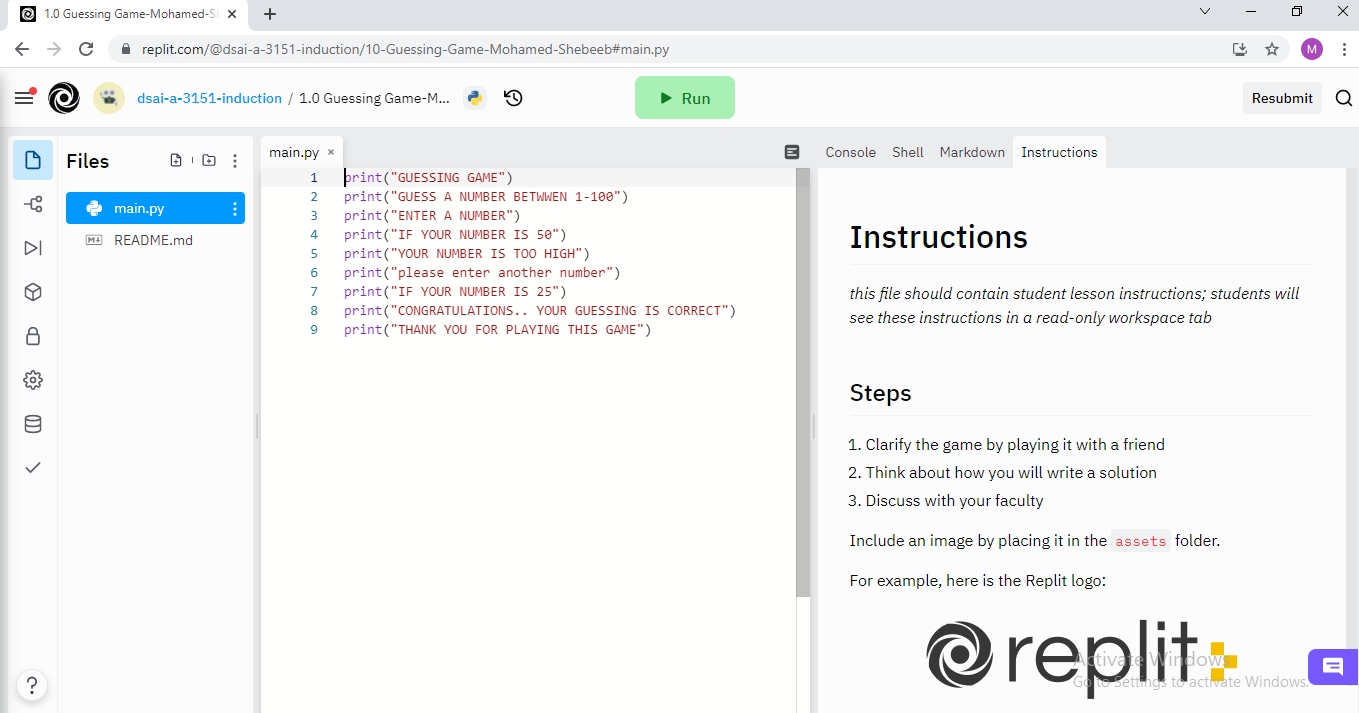 1.0 Guessing Game-Mohamed-S
replit.com/@dsai-a-3151-induction/10-Guessing-Game-Mohamed-Shebeeb#main.py
M
dsai-a-3151-induction / 1.0 Guessing Game-M...
Run
Resubmit
Files
main.py
README.md
main.py
1 print("GUESSING GAME")
2 print("GUESS A NUMBER BETWWEN 1-100")
3 print("ENTER A NUMBER")
4 print("IF YOUR NUMBER IS 50")
5 print("YOUR NUMBER IS TOO HIGH")
6 print("please enter another number")
7 print("IF YOUR NUMBER IS 25")
8 print("CONGRATULATIONS.. YOUR GUESSING IS CORRECT")
9 print("THANK YOU FOR PLAYING THIS GAME")
Console Shell Markdown Instructions
Instructions
this file should contain student lesson instructions; students will
see these instructions in a read-only workspace tab
Steps
1. Clarify the game by playing it with a friend
2. Think about how you will write a solution
3. Discuss with your faculty
Include an image by placing it in the assets folder.
For example, here is the Replit logo:
replit
Activate Windows
Go to Settings to activate Windows.
?